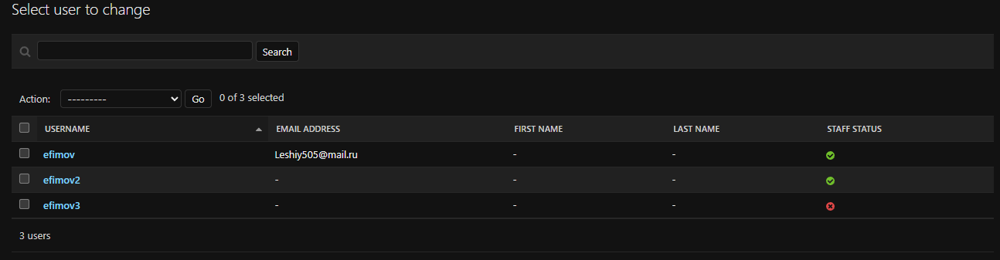 Select user to change
Search
Action: --------- Go 0 of 3 selected
USERNAME EMAIL ADDRESS FIRST NAME LAST NAME STAFF STATUS
efimov Leshiy505@mail.ru - -
efimov2 - - -
efimov3 - - -
3 users